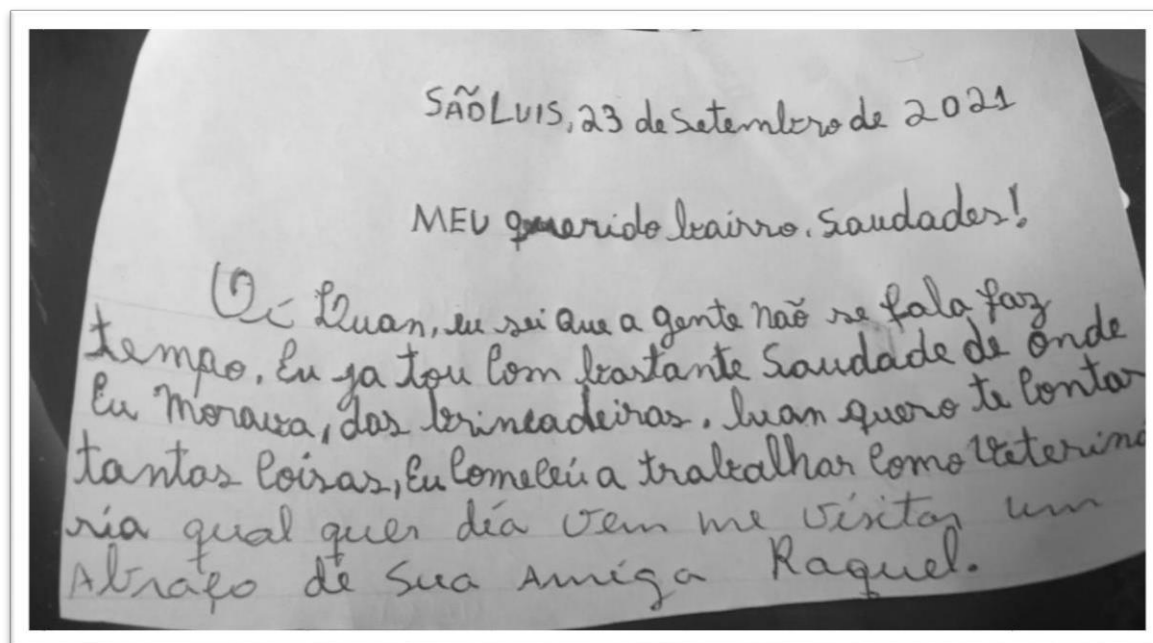 SÃO LUIS, 23 de Setembro de 2021
MEU querido bairro. Saudades!
Oi Luan, eu sei que a gente não se fala faz
tempo. Eu ja tou com bastante Saudade de onde
Eu morava, das brincadeiras. luan quero te contar
tantas coisas, Eu comeceii a trabalhar como veteriná
ria qual quer dia vem me visitar um
Abraço de Sua Amiga Raquel.